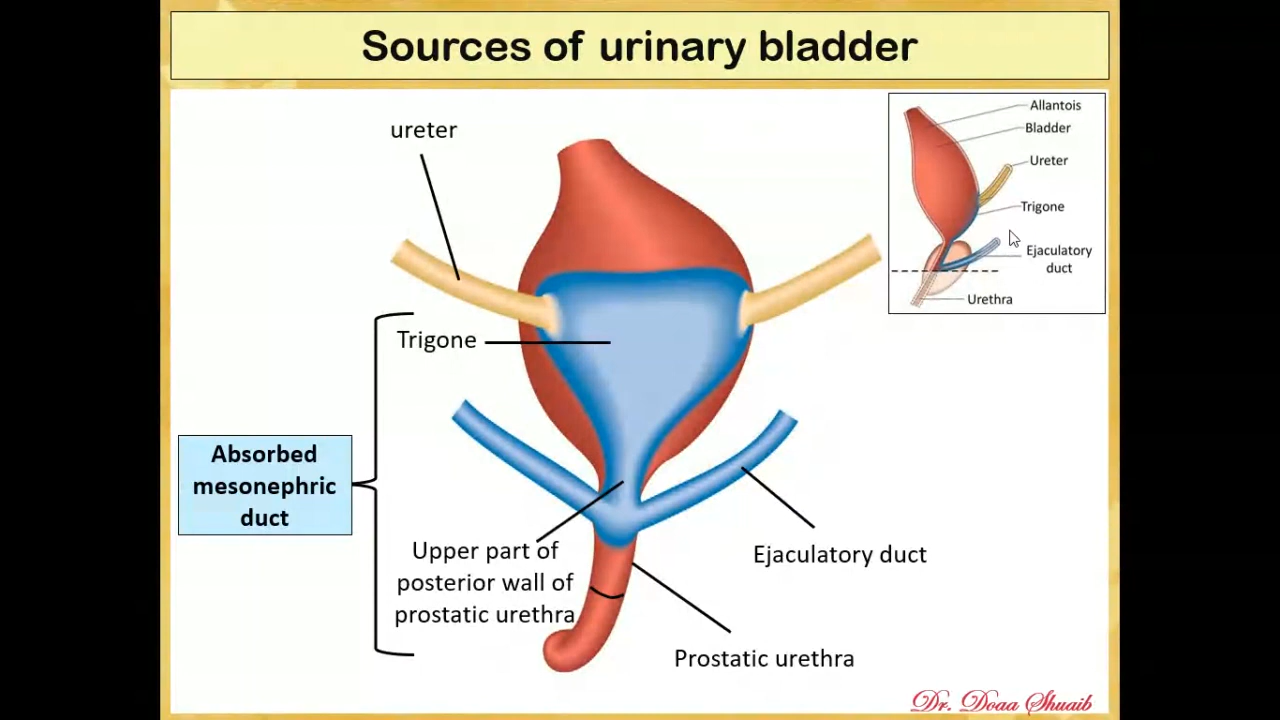 Sources of urinary bladder
ureter
Trigone
Absorbed
mesonephric
duct
Upper part of
posterior wall of
prostatic urethra
Ejaculatory duct
Prostatic urethra
Allantois
Bladder
Ureter
Trigone
Ejaculatory
duct
Urethra
Dr. Doaa Shuaib